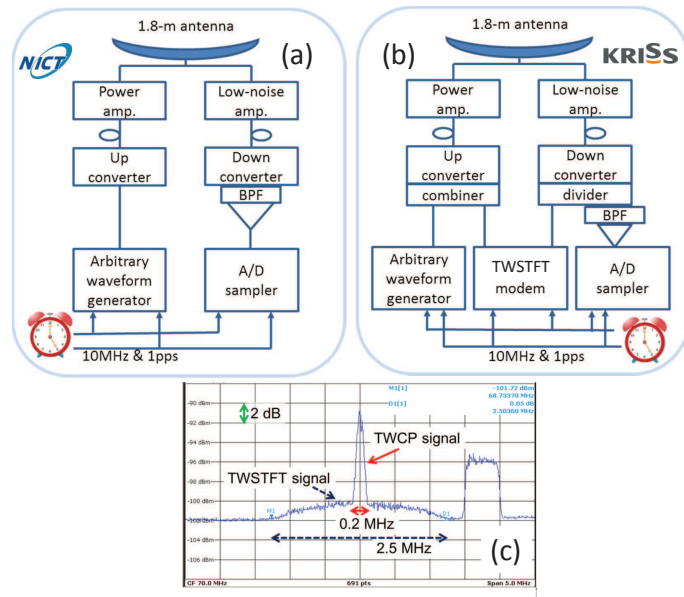 1.8-m antenna
(a)
NICT
Power
amp.
Low-noise
amp.
Up
converter
Down
converter
BPF
Arbitrary
waveform
generator
A/D
sampler
10MHz & 1pps
1.8-m antenna
(b)
KRISS
Power
amp.
Low-noise
amp.
Up
converter
combiner
Down
converter
divider
BPF
Arbitrary
waveform
generator
TWSTFT
modem
A/D
sampler
10MHz & 1pps
M1[1] -101.72 dBm
68.73370 MHz
D1[1] 0.05 dB
2.50360 MHz
-90 dBm
2 dB
-92 dBm
-94 dBm
TWCP signal
-96 dBm
TWSTFT signal
-98 dBm
-100 dBm
M1
D1
-102 dBm
0.2 MHz
-104 dBm
2.5 MHz
-106 dBm
(c)
CF 70.0 MHz 691 pts Span 5.0 MHz